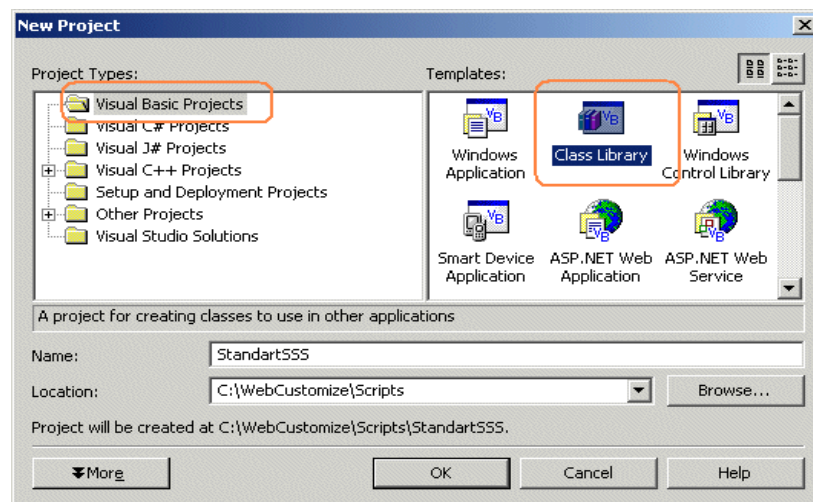 New Project
Project Types:
Templates:
Visual Basic Projects
Visual C# Projects
Visual J# Projects
Visual C++ Projects
Setup and Deployment Projects
Other Projects
Visual Studio Solutions
Windows
Application
Class Library
Windows
Control Library
Smart Device
Application
ASP.NET Web
Application
ASP.NET Web
Service
A project for creating classes to use in other applications
Name:
StandartSSS
Location:
C:\WebCustomize\Scripts
Browse...
Project will be created at C:\WebCustomize\Scripts\StandartSSS.
More
OK
Cancel
Help